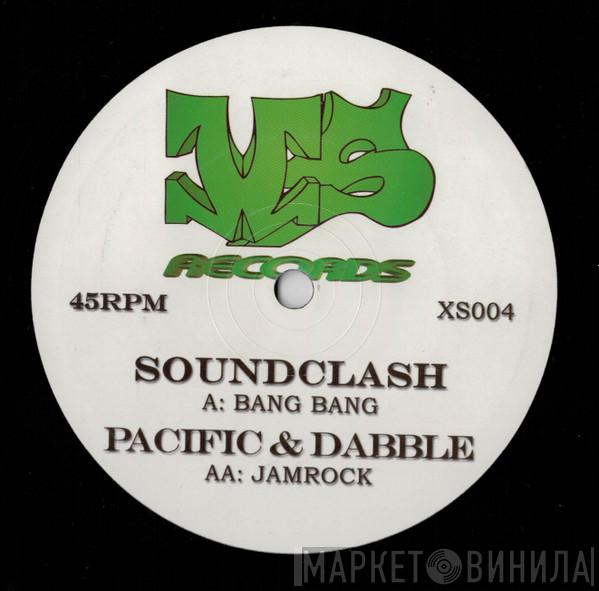 XS
RECORDS
45RPM
XS004
SOUNDCLASH
A: BANG BANG
PACIFIC & DABBLE
AA: JAMROCK
МАРКЕТ ВИНИЛА